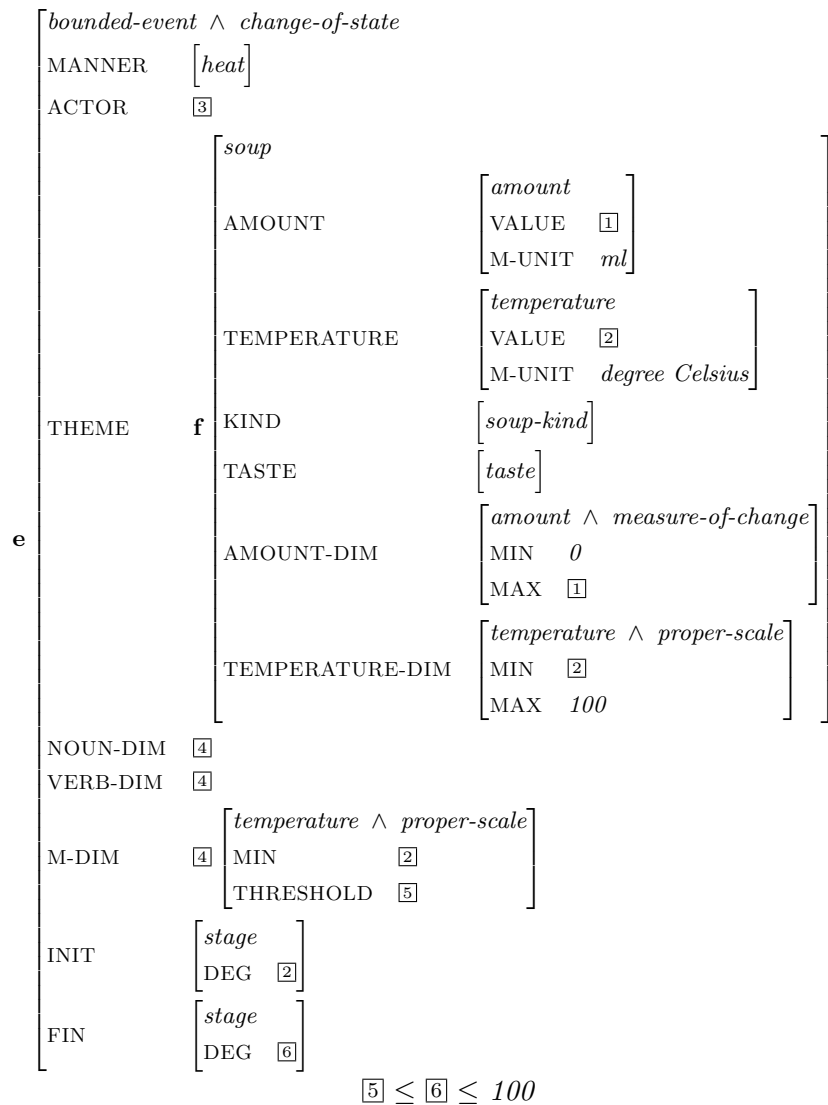 bounded-event ∧ change-of-state
MANNER [heat]
ACTOR 3
soup
amount
AMOUNT VALUE 1
M-UNIT ml
temperature
TEMPERATURE VALUE 2
M-UNIT degree Celsius
THEME f KIND [soup-kind]
TASTE [taste]
e
amount ∧ measure-of-change
AMOUNT-DIM MIN 0
MAX 1
temperature ∧ proper-scale
TEMPERATURE-DIM MIN 2
MAX 100
NOUN-DIM 4
VERB-DIM 4
temperature ∧ proper-scale
M-DIM 4 MIN 2
THRESHOLD 5
stage
INIT
DEG 2
stage
FIN
DEG 6
5 ≤ 6 ≤ 100